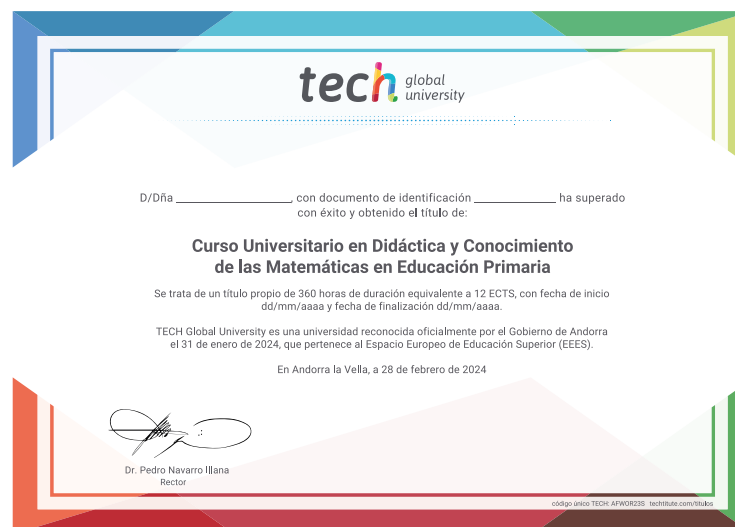 tech global
university
D/Dña ____________________, con documento de identificación ______________ ha superado
con éxito y obtenido el título de:
Curso Universitario en Didáctica y Conocimiento
de las Matemáticas en Educación Primaria
Se trata de un título propio de 360 horas de duración equivalente a 12 ECTS, con fecha de inicio
dd/mm/aaaa y fecha de finalización dd/mm/aaaa.
TECH Global University es una universidad reconocida oficialmente por el Gobierno de Andorra
el 31 de enero de 2024, que pertenece al Espacio Europeo de Educación Superior (EEES).
En Andorra la Vella, a 28 de febrero de 2024
Dr. Pedro Navarro Illana
Rector
código único TECH: AFWOR23S techtitute.com/titulos